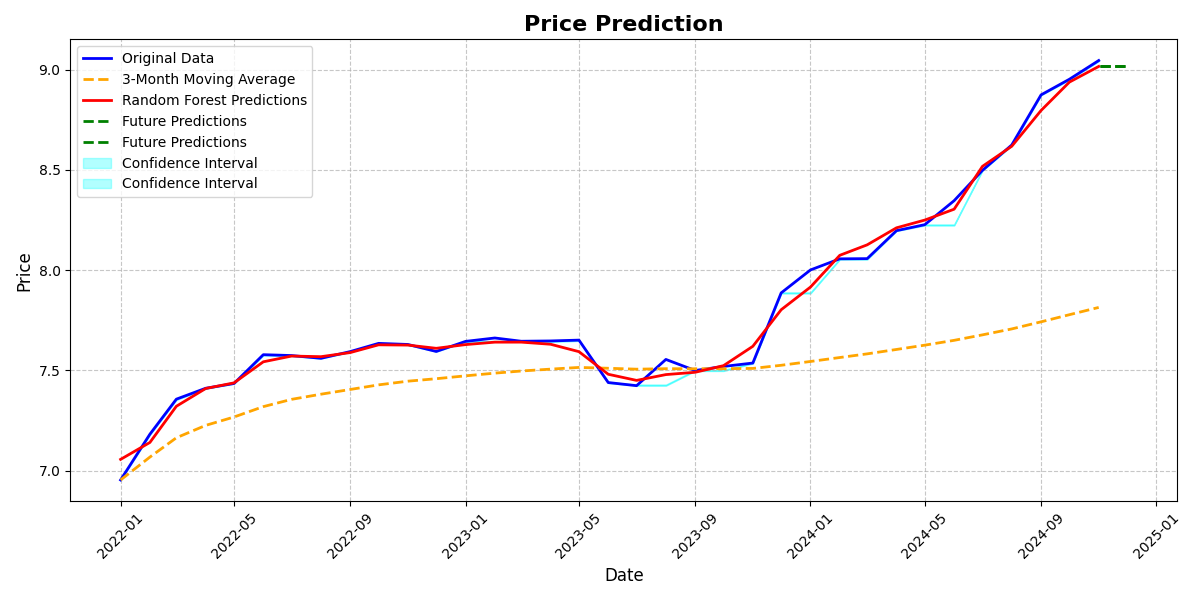 Price Prediction
Original Data
3-Month Moving Average
Random Forest Predictions
Future Predictions
Future Predictions
Confidence Interval
Confidence Interval
9.0
8.5
8.0
7.5
7.0
Price
2022-01
2022-05
2022-09
2023-01
2023-05
2023-09
2024-01
2024-05
2024-09
2025-01
Date